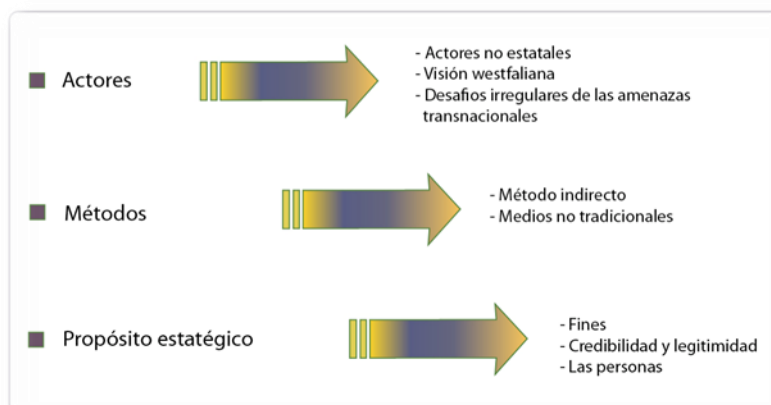 Actores
- Actores no estatales
- Visión westfaliana
- Desafios irregulares de las amenazas
transnacionales
Métodos
- Método indirecto
- Medios no tradicionales
Propósito estatégico
- Fines
- Credibilidad y legitimidad
- Las personas